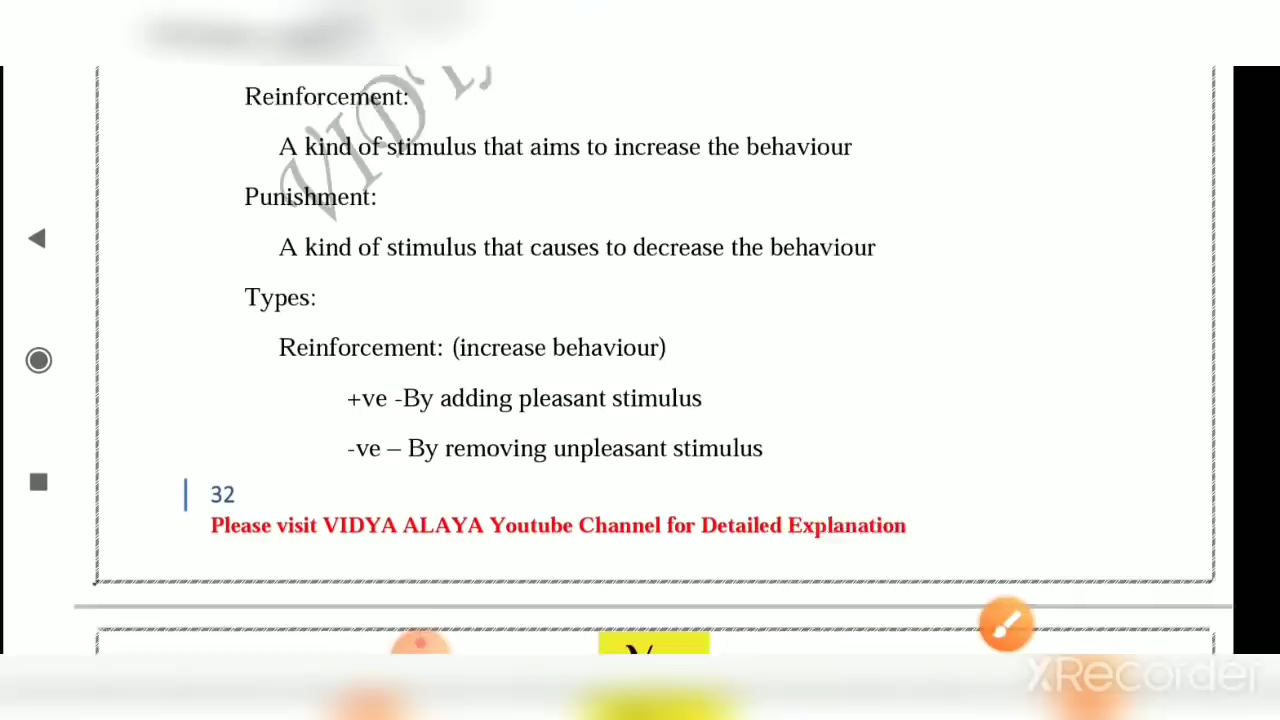 Reinforcement:
A kind of stimulus that aims to increase the behaviour
Punishment:
A kind of stimulus that causes to decrease the behaviour
Types:
Reinforcement: (increase behaviour)
+ve -By adding pleasant stimulus
-ve – By removing unpleasant stimulus
32
Please visit VIDYA ALAYA Youtube Channel for Detailed Explanation
XRecorder